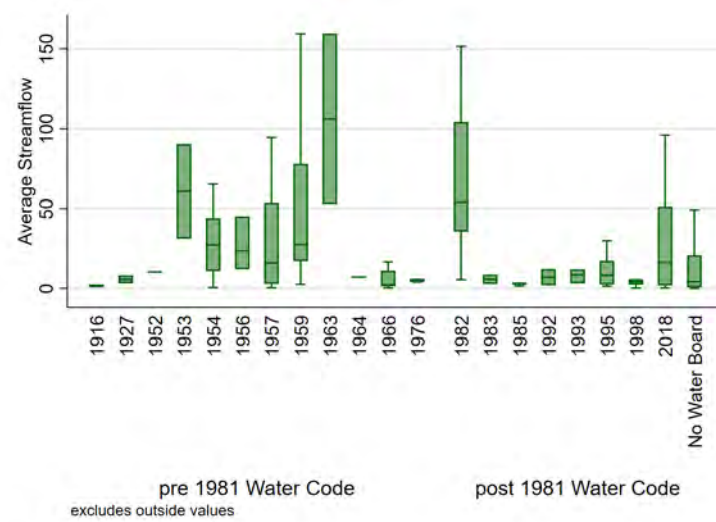 150
100
50
0
Average Streamflow
1916 1927 1952 1953 1954 1956 1957 1959 1963 1964 1966 1976 1982 1983 1985 1992 1993 1995 1998 2018 No Water Board
pre 1981 Water Code post 1981 Water Code
excludes outside values